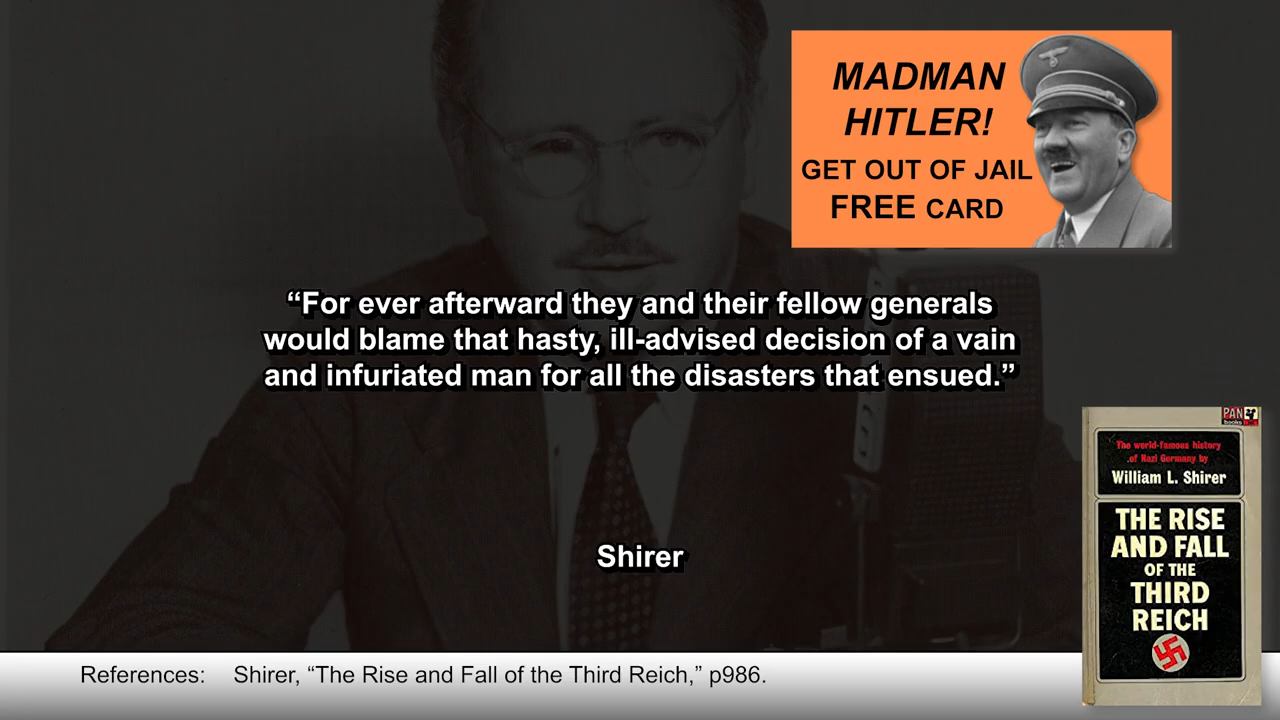 MADMAN
HITLER!
GET OUT OF JAIL
FREE CARD
“For ever afterward they and their fellow generals
would blame that hasty, ill-advised decision of a vain
and infuriated man for all the disasters that ensued.”
Shirer
PAN
books
The world-famous history
of Nazi Germany by
William L. Shirer
THE RISE
AND FALL
OF THE
THIRD
REICH
References: Shirer, “The Rise and Fall of the Third Reich,” p986.